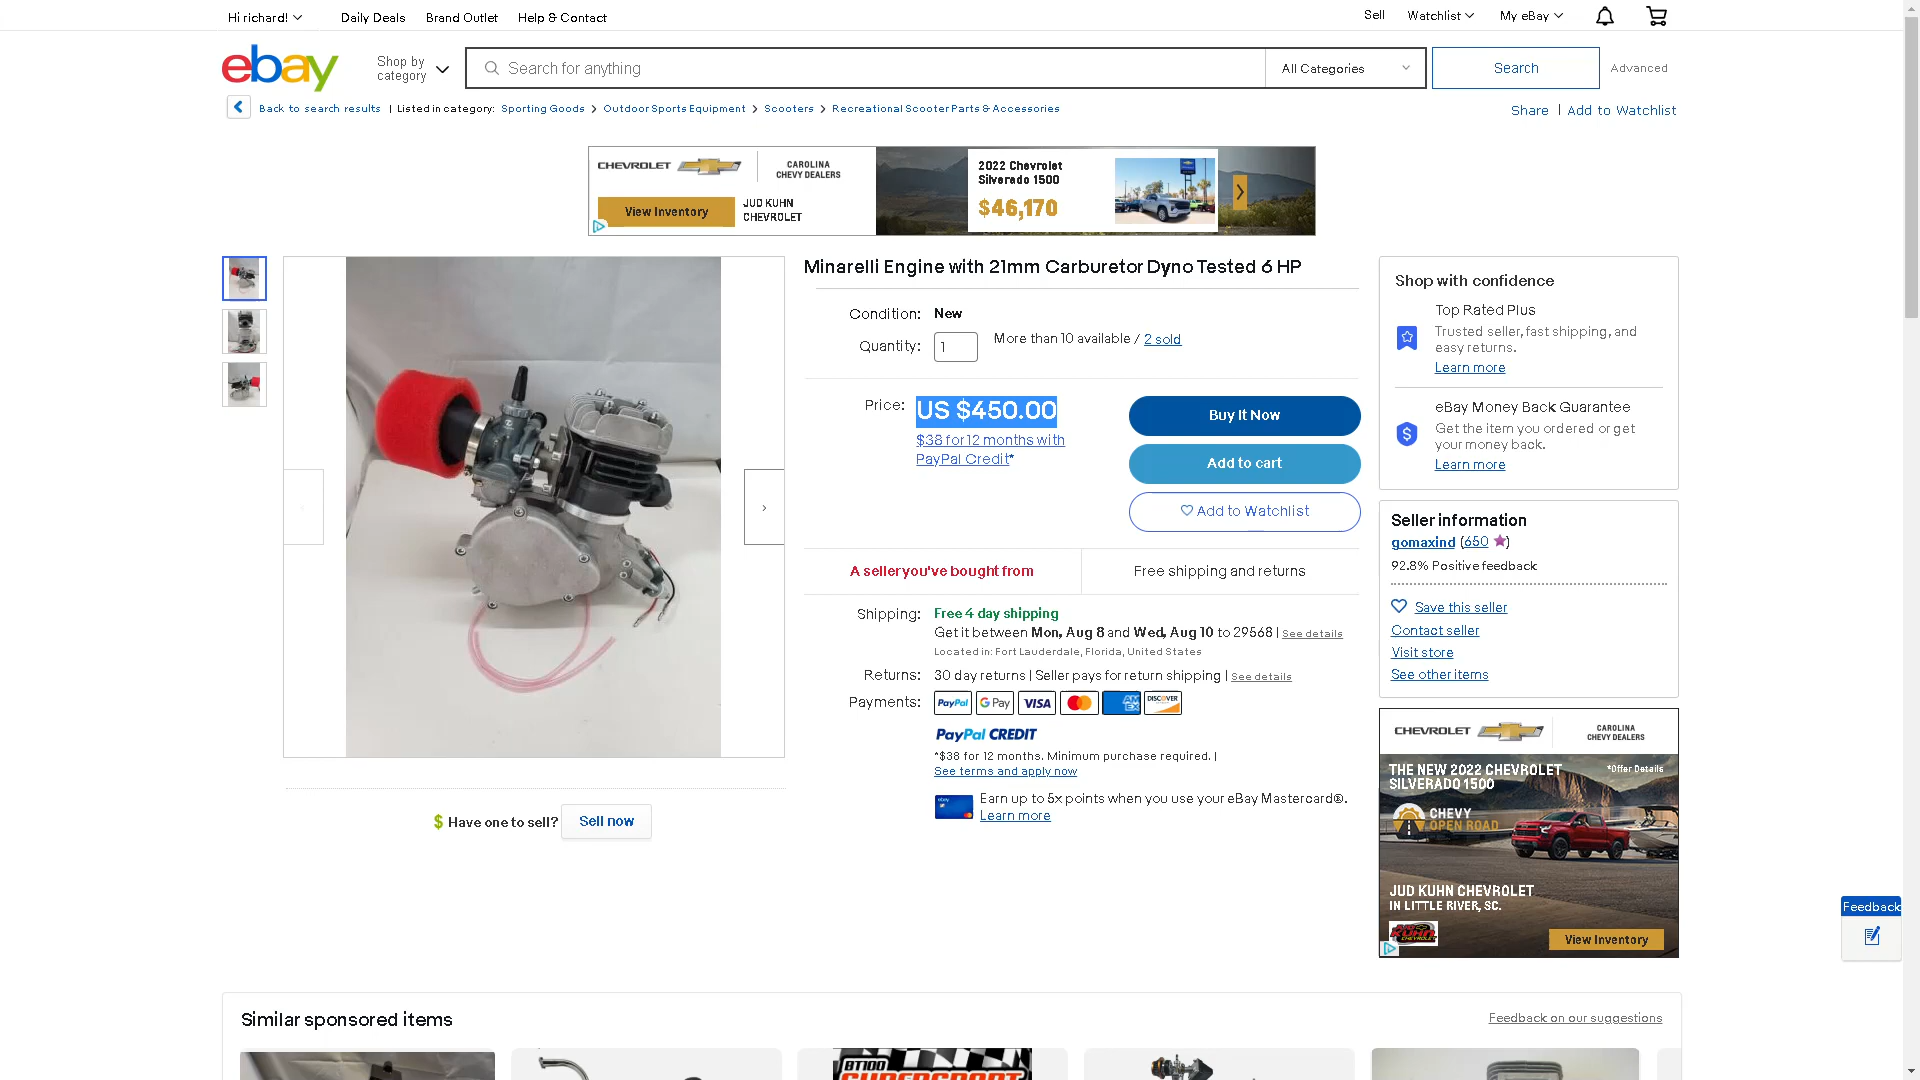 Hi richard!
Daily Deals
Brand Outlet
Help & Contact
Sell
Watchlist
My eBay
ebay
Shop by
category
Search for anything
All Categories
Search
Advanced
Back to search results | Listed in category: Sporting Goods > Outdoor Sports Equipment > Scooters > Recreational Scooter Parts & Accessories
Share | Add to Watchlist
CHEVROLET
CAROLINA
CHEVY DEALERS
View Inventory
JUD KUHN
CHEVROLET
2022 Chevrolet
Silverado 1500
$46,170
Minarelli Engine with 21mm Carburetor Dyno Tested 6 HP
Condition: New
Quantity: 1
More than 10 available / 2 sold
Price: US $450.00
$38 for 12 months with
PayPal Credit*
Buy It Now
Add to cart
Add to Watchlist
A seller you've bought from
Free shipping and returns
Shipping: Free 4 day shipping
Get it between Mon, Aug 8 and Wed, Aug 10 to 29568 | See details
Located in: Fort Lauderdale, Florida, United States
Returns: 30 day returns | Seller pays for return shipping | See details
Payments: PayPal G Pay VISA AMEX DISCOVER
PayPal CREDIT
*$38 for 12 months. Minimum purchase required. |
See terms and apply now
Earn up to 5x points when you use your eBay Mastercard®.
Learn more
$ Have one to sell? Sell now
Shop with confidence
Top Rated Plus
Trusted seller, fast shipping, and
easy returns.
Learn more
eBay Money Back Guarantee
Get the item you ordered or get
your money back.
Learn more
Seller information
gomaxind (650)
92.8% Positive feedback
Save this seller
Contact seller
Visit store
See other items
CHEVROLET
CAROLINA
CHEVY DEALERS
THE NEW 2022 CHEVROLET
SILVERADO 1500
*Offer Details
CHEVY
OPEN ROAD
JUD KUHN CHEVROLET
IN LITTLE RIVER, SC.
JUD
KUHN
CHEVROLET
View Inventory
Feedback
Similar sponsored items
Feedback on our suggestions
BT100
SUPERSPORT